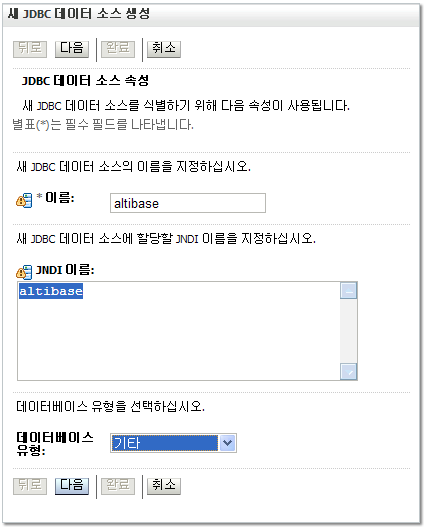 새 JDBC 데이터 소스 생성
뒤로 다음 완료 취소
JDBC 데이터 소스 속성
새 JDBC 데이터 소스를 식별하기 위해 다음 속성이 사용됩니다.
별표(*)는 필수 필드를 나타냅니다.
새 JDBC 데이터 소스의 이름을 지정하십시오.
* 이름: altibase
새 JDBC 데이터 소스에 할당할 JNDI 이름을 지정하십시오.
JNDI 이름:
altibase
데이터베이스 유형을 선택하십시오.
데이터베이스 기타
유형:
뒤로 다음 완료 취소